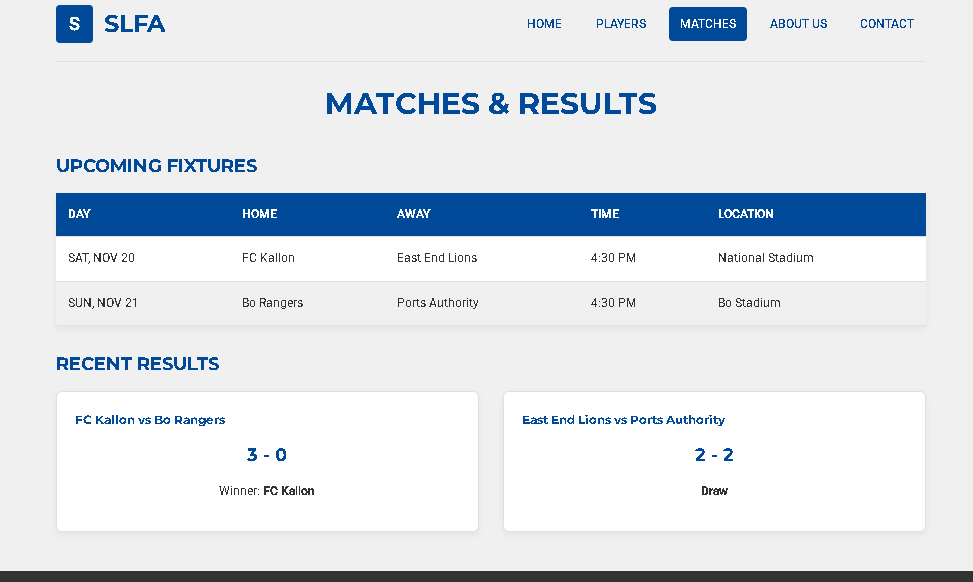 S SLFA HOME PLAYERS MATCHES ABOUT US CONTACT
MATCHES & RESULTS
UPCOMING FIXTURES
DAY HOME AWAY TIME LOCATION
SAT, NOV 20 FC Kallon East End Lions 4:30 PM National Stadium
SUN, NOV 21 Bo Rangers Ports Authority 4:30 PM Bo Stadium
RECENT RESULTS
FC Kallon vs Bo Rangers
3 - 0
Winner: FC Kallon
East End Lions vs Ports Authority
2 - 2
Draw